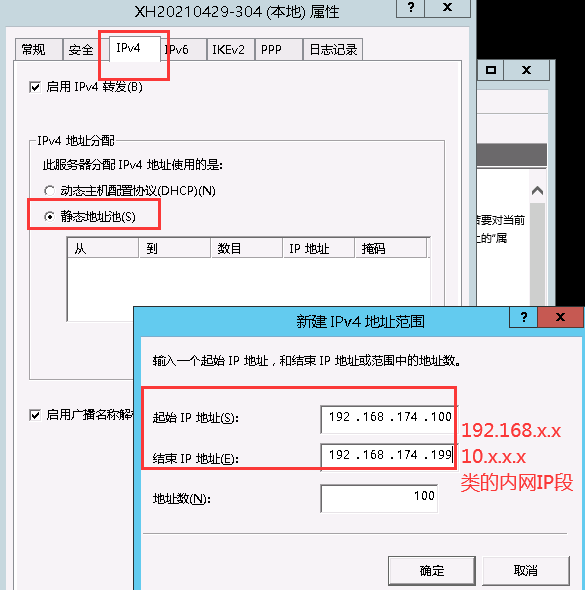 XH20210429-304 (本地) 属性
?
X
常规 安全 IPv4 IPv6 IKEv2 PPP 日志记录
启用 IPv4 转发(B)
IPv4 地址分配
此服务器分配 IPv4 地址使用的是:
动态主机配置协议(DHCP)(N)
静态地址池(S)
要对当前
上的“属
从 到 数目 IP 地址 掩码
新建 IPv4 地址范围
?
X
输入一个起始 IP 地址，和结束 IP 地址或范围中的地址数。
启用广播名称解
起始 IP 地址(S): 192 .168 .174 .100
结束 IP 地址(E): 192 .168 .174 .199
地址数(N): 100
192.168.x.x
10.x.x.x
类的内网IP段
确定 取消